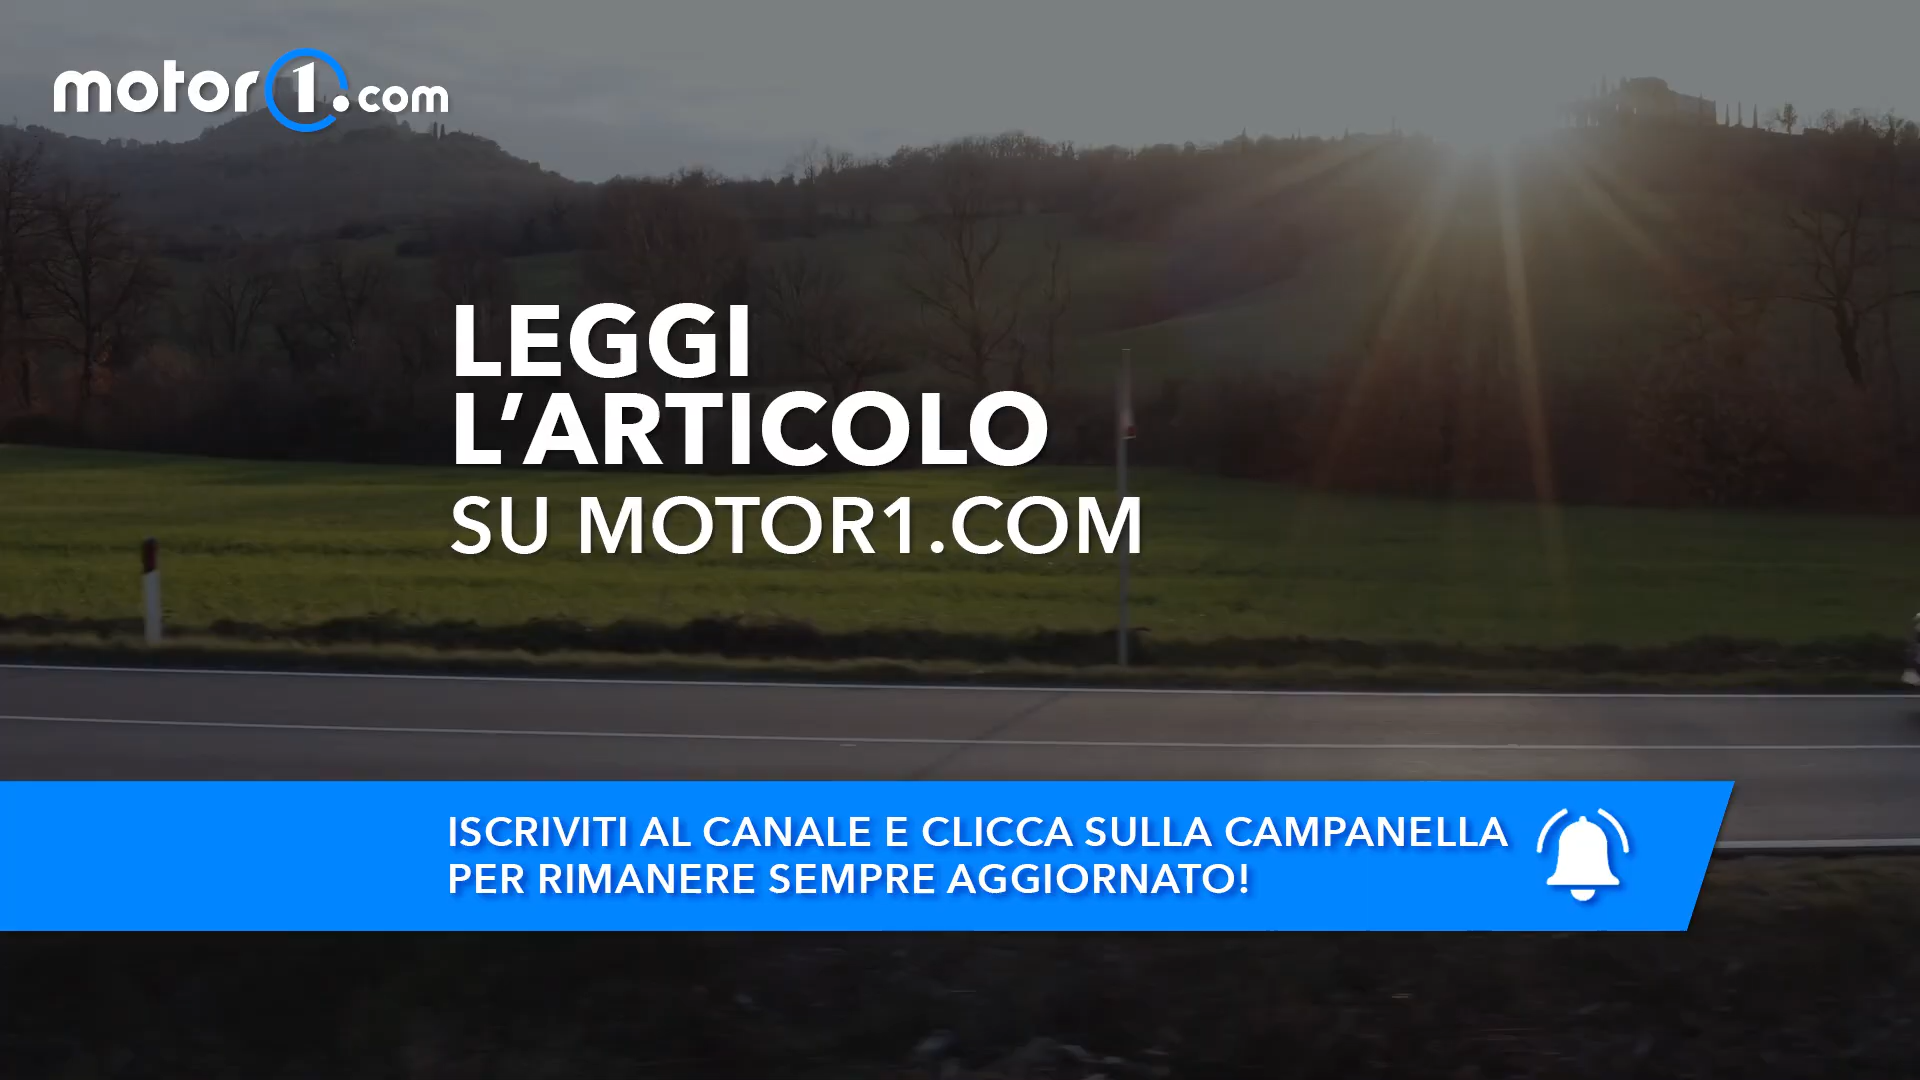 motor1.com
LEGGI
L’ARTICOLO
SU MOTOR1.COM
ISCRIVITI AL CANALE E CLICCA SULLA CAMPANELLA
PER RIMANERE SEMPRE AGGIORNATO!